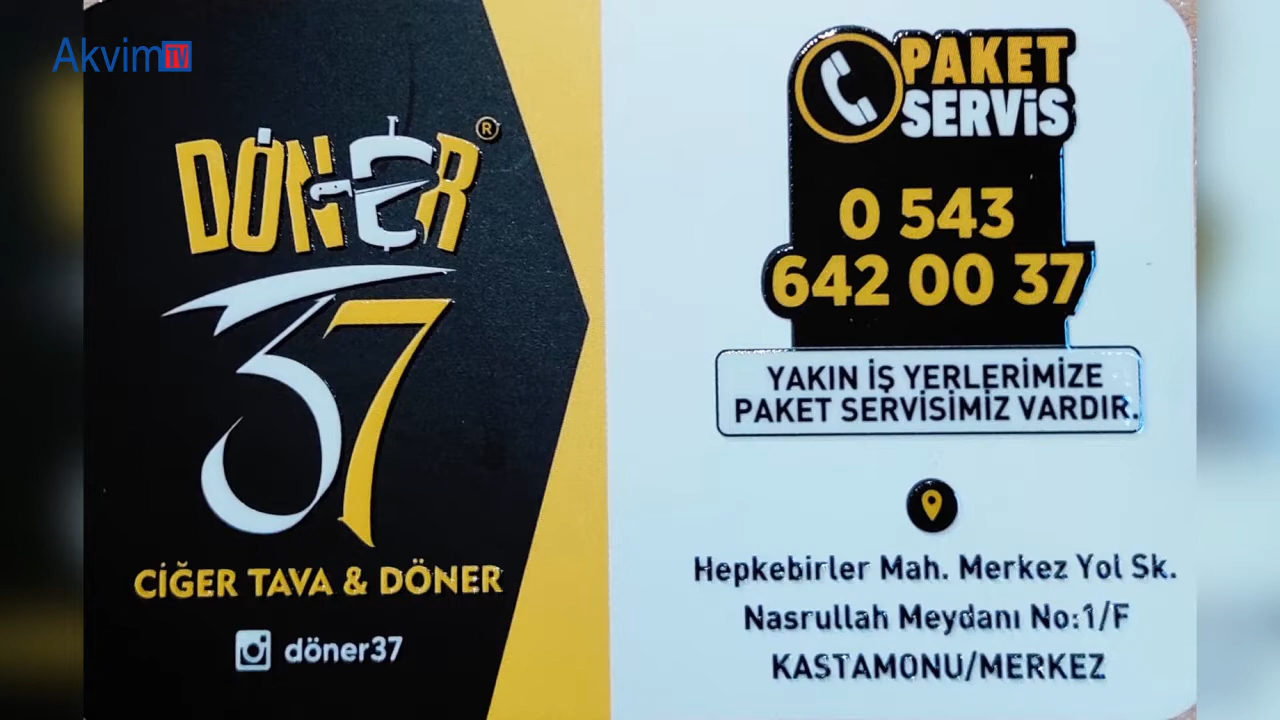 Akvim TV
DÖNER ®
37
CİĞER TAVA & DÖNER
döner37
PAKET
SERVİS
0 543
642 00 37
YAKIN İŞ YERLERİMİZE
PAKET SERVİSİMİZ VARDIR.
Hepkebirler Mah. Merkez Yol Sk.
Nasrullah Meydanı No:1/F
KASTAMONU/MERKEZ